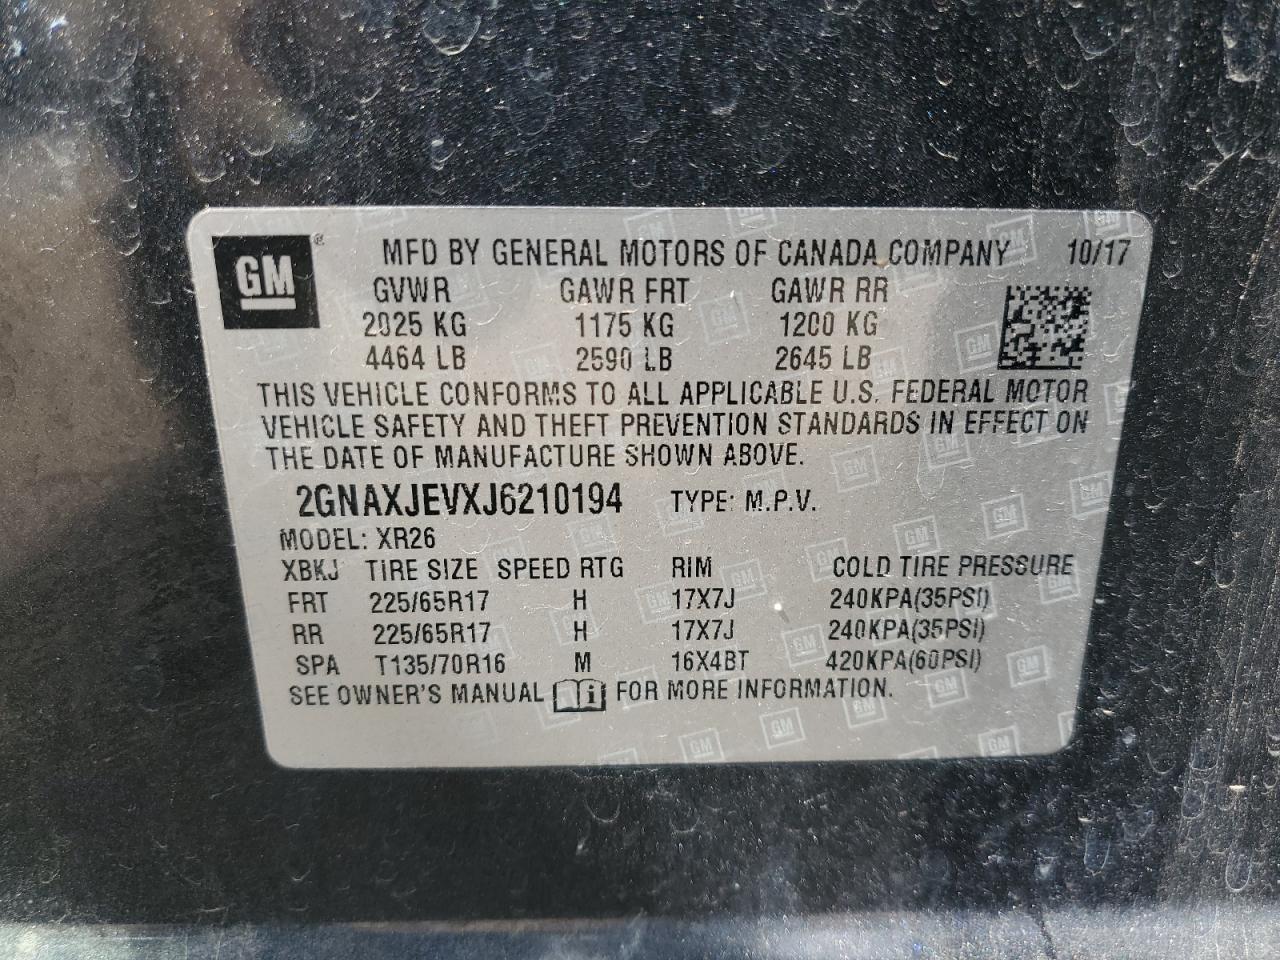 GM ® MFD BY GENERAL MOTORS OF CANADA COMPANY 10/17
GVWR GAWR FRT GAWR RR
2025 KG 1175 KG 1200 KG
4464 LB 2590 LB 2645 LB
THIS VEHICLE CONFORMS TO ALL APPLICABLE U.S. FEDERAL MOTOR
VEHICLE SAFETY AND THEFT PREVENTION STANDARDS IN EFFECT ON
THE DATE OF MANUFACTURE SHOWN ABOVE.
2GNAXJEVXJ6210194 TYPE: M.P.V.
MODEL: XR26
XBKJ TIRE SIZE SPEED RTG RIM COLD TIRE PRESSURE
FRT 225/65R17 H 17X7J 240KPA(35PSI)
RR 225/65R17 H 17X7J 240KPA(35PSI)
SPA T135/70R16 M 16X4BT 420KPA(60PSI)
SEE OWNER'S MANUAL i FOR MORE INFORMATION.